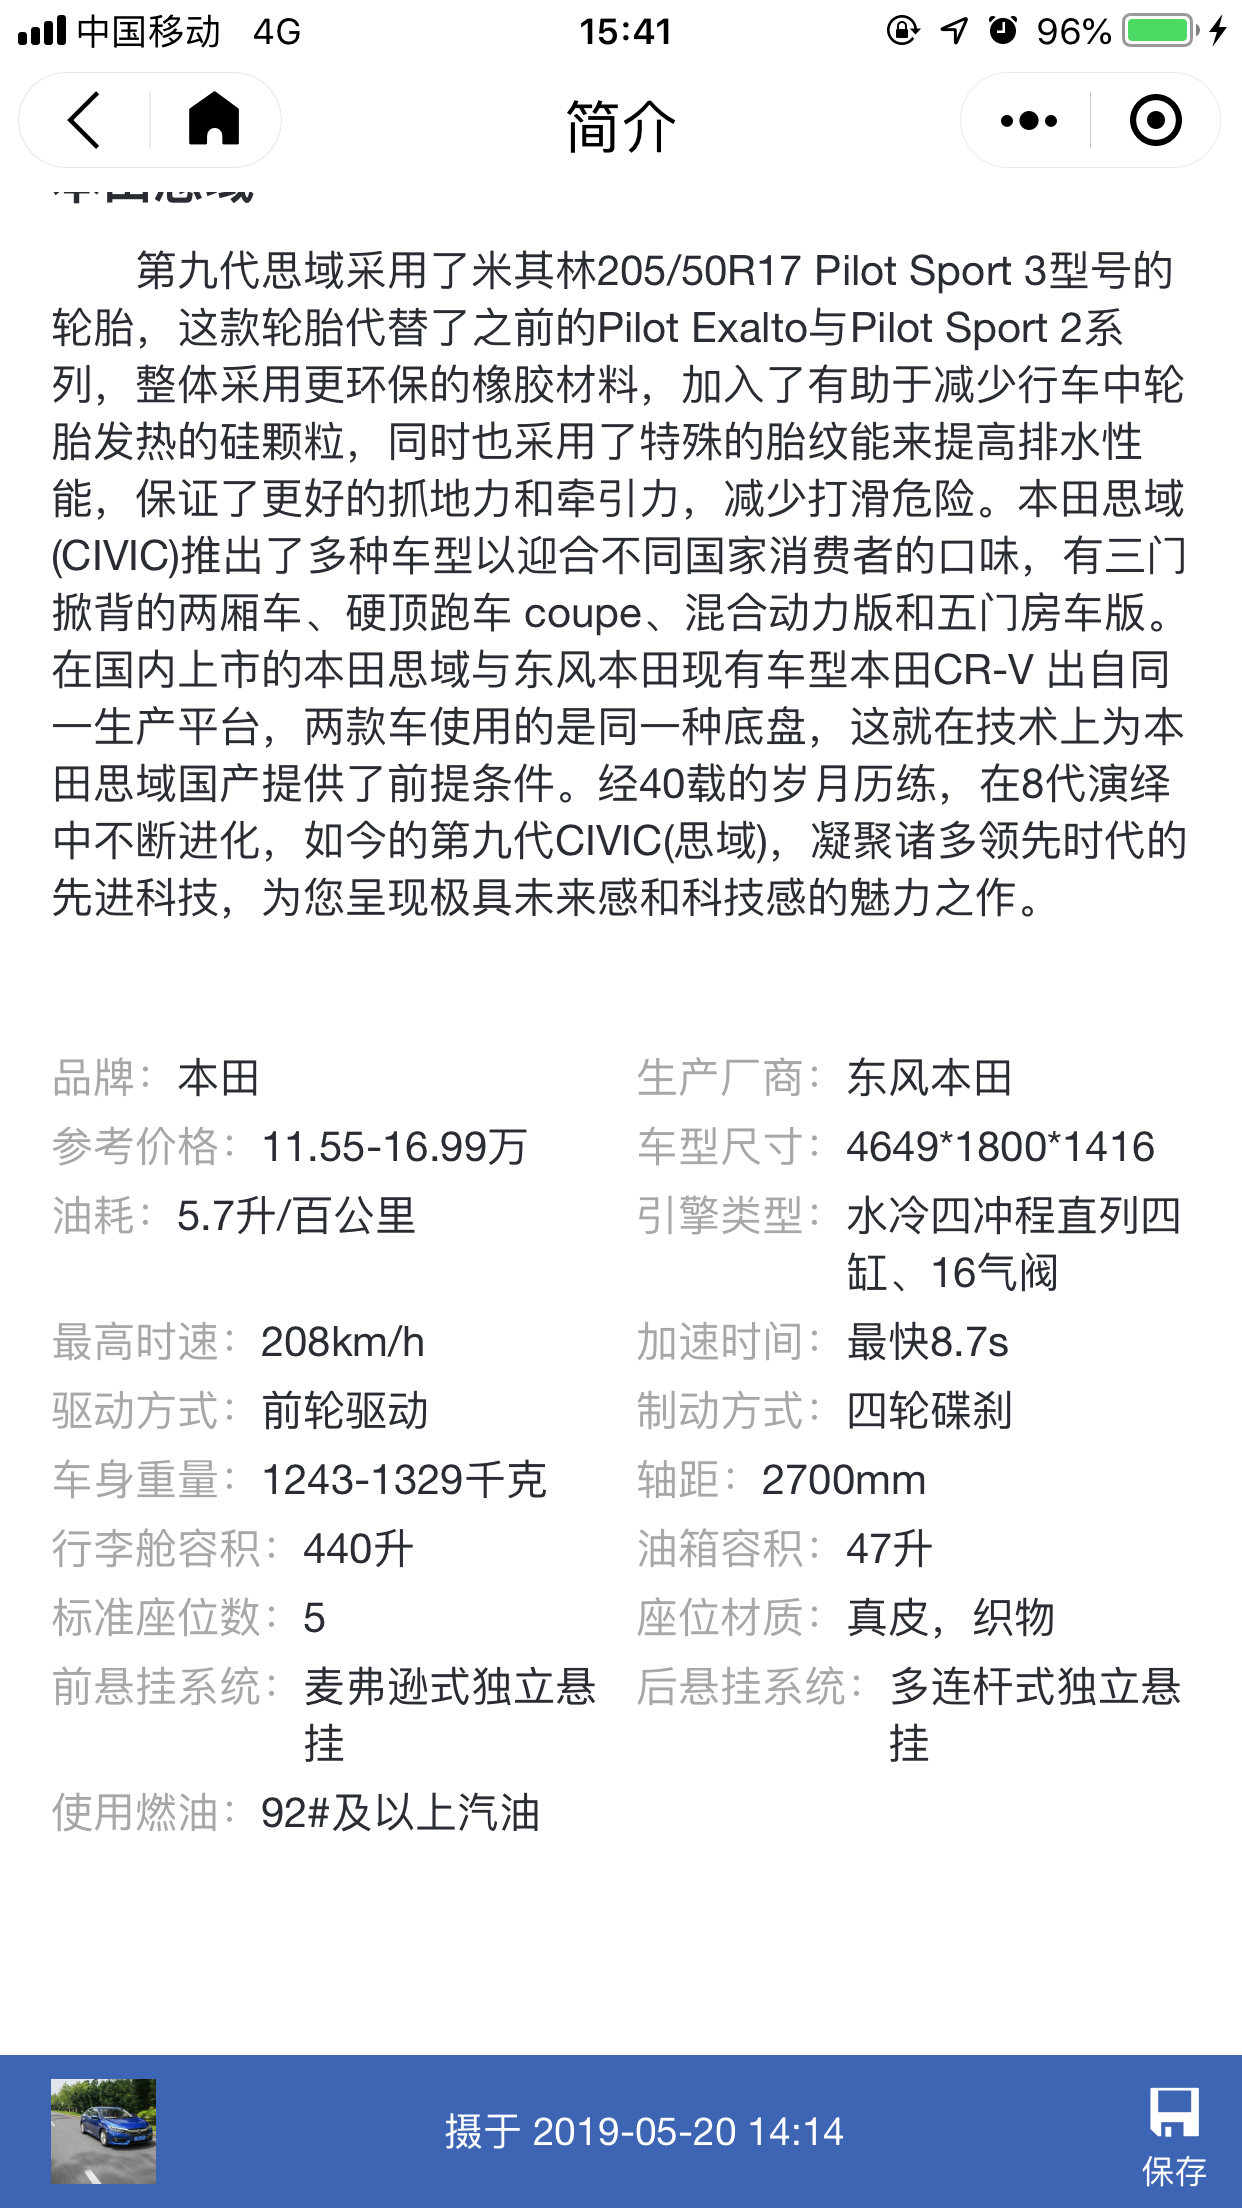 中国移动 4G 15:41 96%
简介
本田思域
第九代思域采用了米其林205/50R17 Pilot Sport 3型号的
轮胎，这款轮胎代替了之前的Pilot Exalto与Pilot Sport 2系
列，整体采用更环保的橡胶材料，加入了有助于减少行车中轮
胎发热的硅颗粒，同时也采用了特殊的胎纹能来提高排水性
能，保证了更好的抓地力和牵引力，减少打滑危险。本田思域
(CIVIC)推出了多种车型以迎合不同国家消费者的口味，有三门
掀背的两厢车、硬顶跑车 coupe、混合动力版和五门房车版。
在国内上市的本田思域与东风本田现有车型本田CR-V 出自同
一生产平台，两款车使用的是同一种底盘，这就在技术上为本
田思域国产提供了前提条件。经40载的岁月历练，在8代演绎
中不断进化，如今的第九代CIVIC(思域)，凝聚诸多领先时代的
先进科技，为您呈现极具未来感和科技感的魅力之作。
品牌：本田 生产厂商：东风本田
参考价格：11.55-16.99万 车型尺寸：4649*1800*1416
油耗：5.7升/百公里 引擎类型：水冷四冲程直列四
缸、16气阀
最高时速：208km/h 加速时间：最快8.7s
驱动方式：前轮驱动 制动方式：四轮碟刹
车身重量：1243-1329千克 轴距：2700mm
行李舱容积：440升 油箱容积：47升
标准座位数：5 座位材质：真皮，织物
前悬挂系统：麦弗逊式独立悬 后悬挂系统：多连杆式独立悬
挂 挂
使用燃油：92#及以上汽油
摄于 2019-05-20 14:14
保存